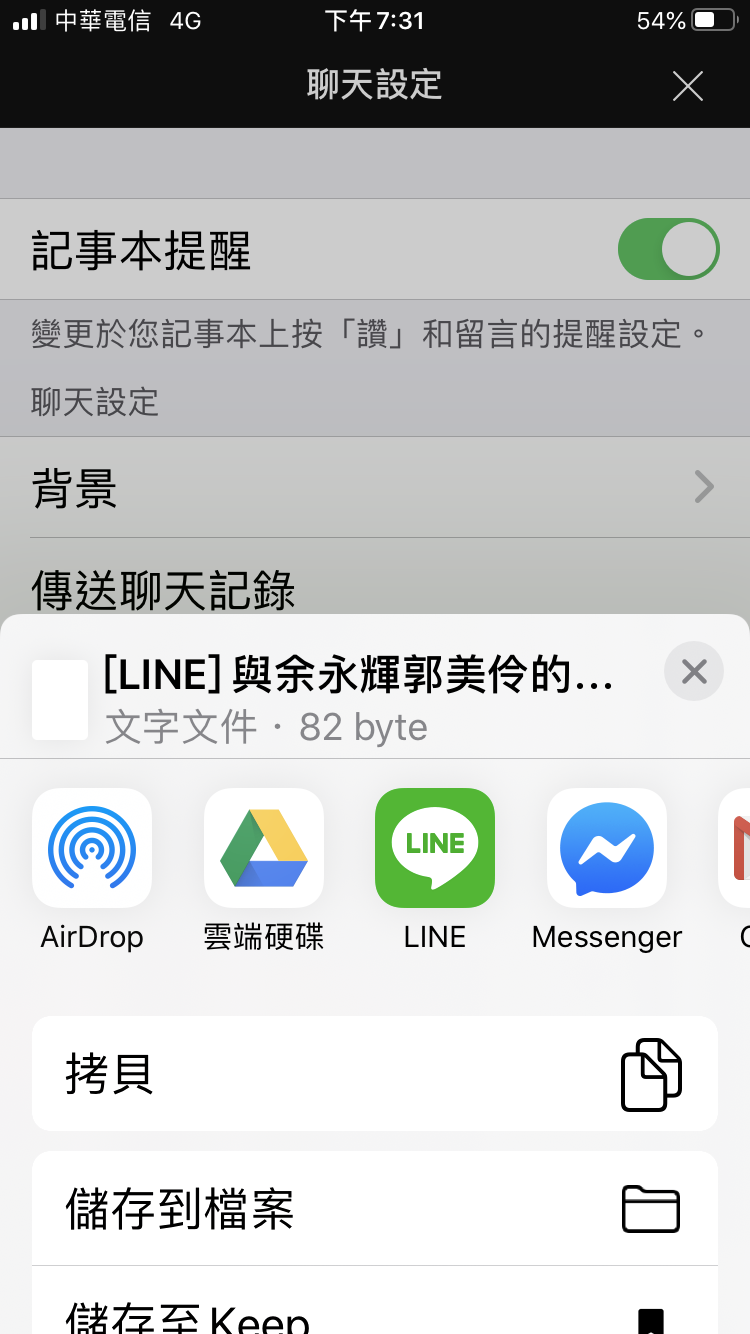 中華電信 4G 下午7:31 54%
聊天設定
記事本提醒
變更於您記事本上按「讚」和留言的提醒設定。
聊天設定
背景
傳送聊天記錄
[LINE] 與余永輝郭美伶的...
文字文件・82 byte
LINE
AirDrop 雲端硬碟 LINE Messenger
拷貝
儲存到檔案
儲存至 Keep